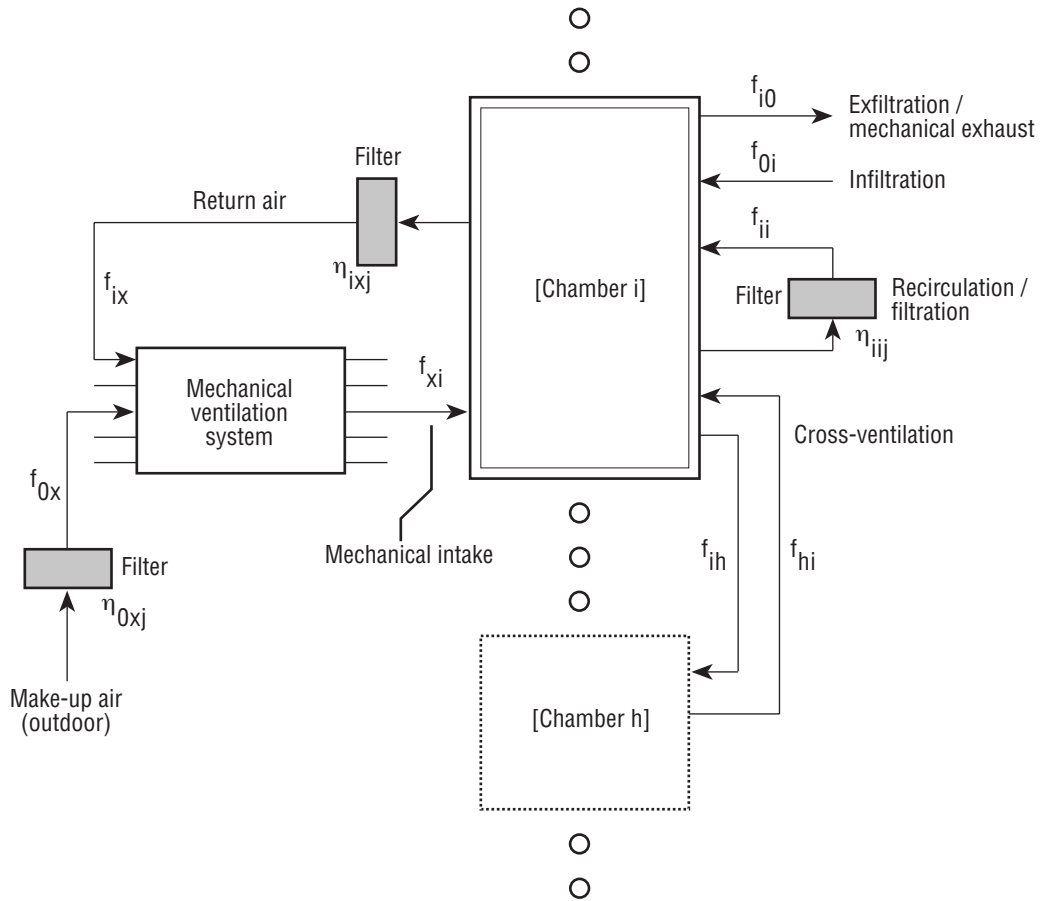 f_i0
Exfiltration /
mechanical exhaust
f_0i
Infiltration
Filter
Return air
η_ixj
f_ii
[Chamber i]
Filter
Recirculation /
filtration
η_iij
f_ix
Mechanical
ventilation
system
f_xi
Cross-ventilation
f_0x
Mechanical intake
f_ih
f_hi
Filter
η_0xj
Make-up air
(outdoor)
[Chamber h]